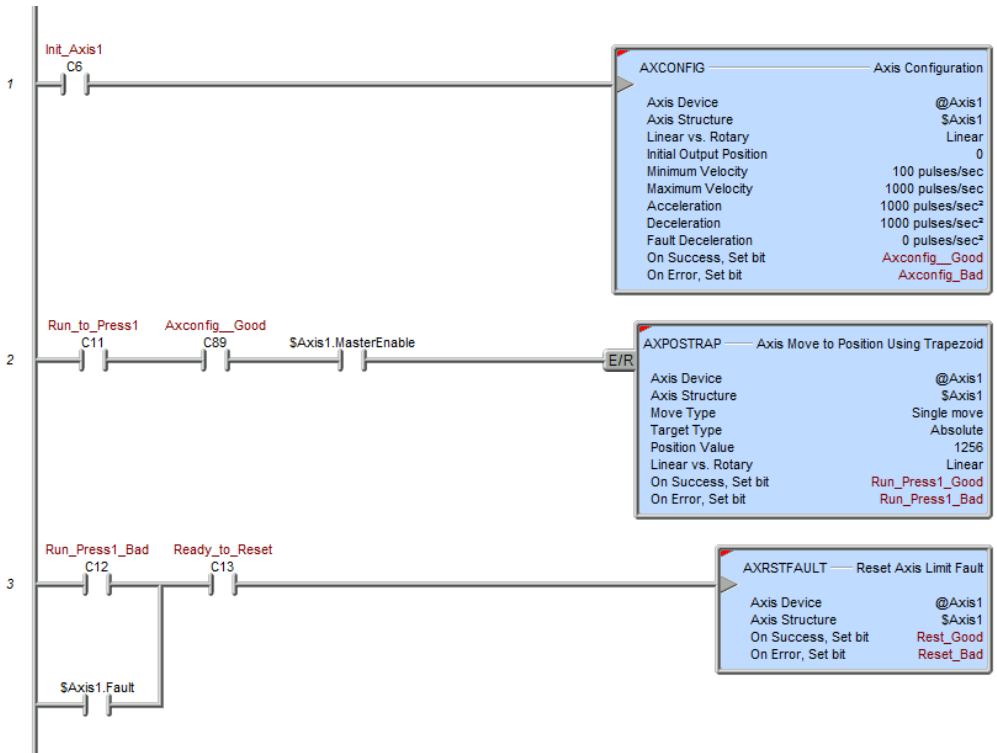 Init_Axis1
C6
1
AXCONFIG Axis Configuration
Axis Device @Axis1
Axis Structure $Axis1
Linear vs. Rotary Linear
Initial Output Position 0
Minimum Velocity 100 pulses/sec
Maximum Velocity 1000 pulses/sec
Acceleration 1000 pulses/sec²
Deceleration 1000 pulses/sec²
Fault Deceleration 0 pulses/sec²
On Success, Set bit Axconfig__Good
On Error, Set bit Axconfig_Bad
Run_to_Press1 Axconfig__Good
C11 C89 $Axis1.MasterEnable
2
E/R
AXPOSTRAP Axis Move to Position Using Trapezoid
Axis Device @Axis1
Axis Structure $Axis1
Move Type Single move
Target Type Absolute
Position Value 1256
Linear vs. Rotary Linear
On Success, Set bit Run_Press1_Good
On Error, Set bit Run_Press1_Bad
Run_Press1_Bad Ready_to_Reset
C12 C13
3
AXRSTFAULT Reset Axis Limit Fault
Axis Device @Axis1
Axis Structure $Axis1
On Success, Set bit Rest_Good
On Error, Set bit Reset_Bad
$Axis1.Fault